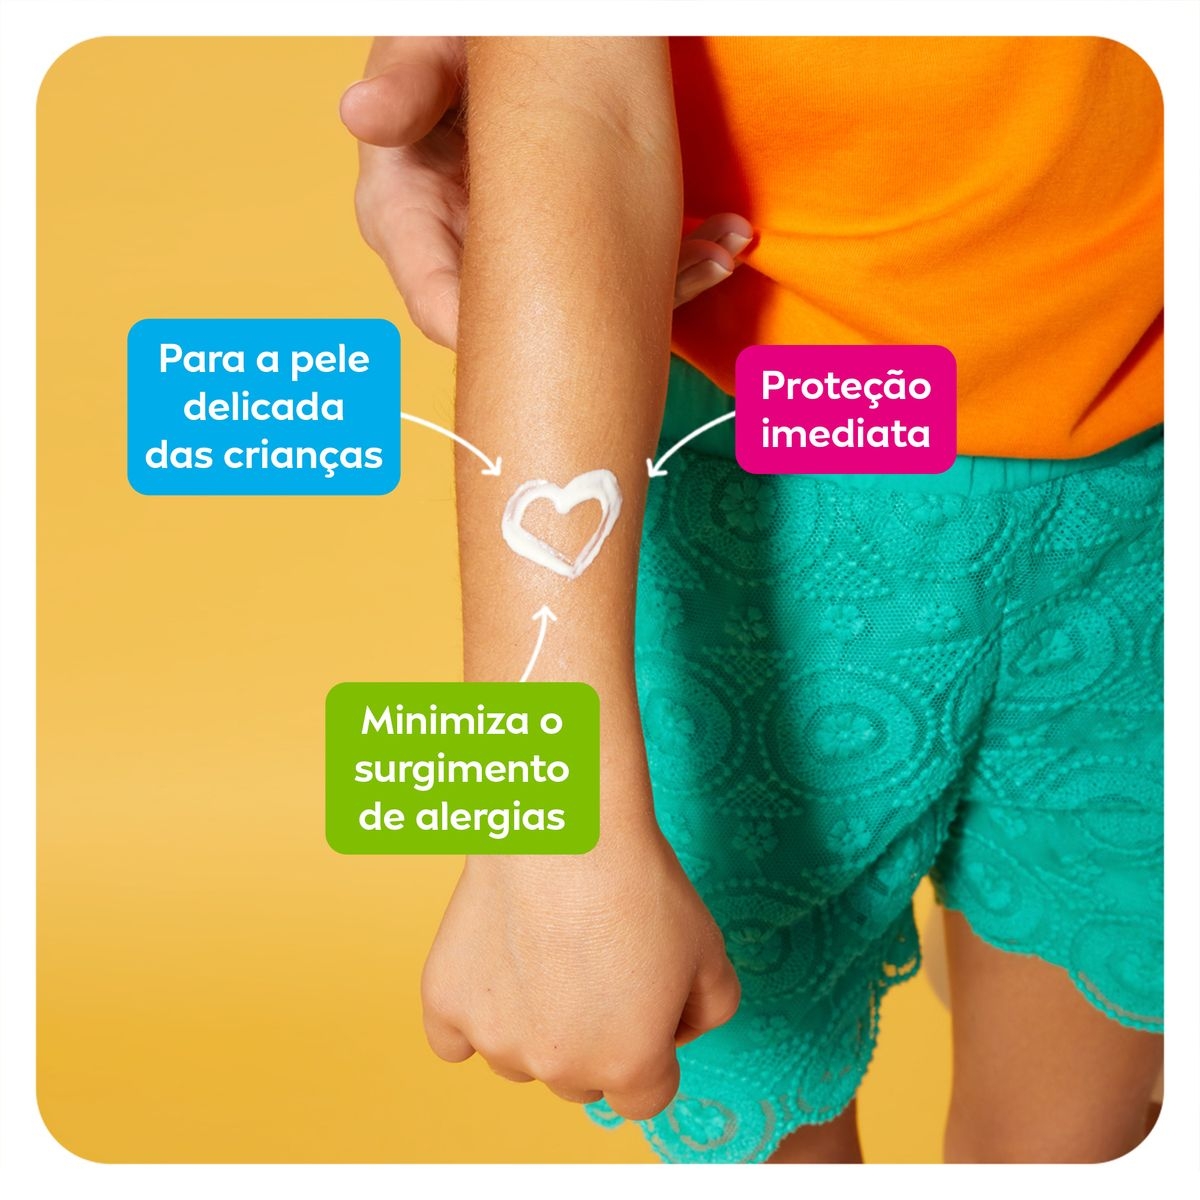 Para a pele
delicada
das crianças
Proteção
imediata
Minimiza o
surgimento
de alergias